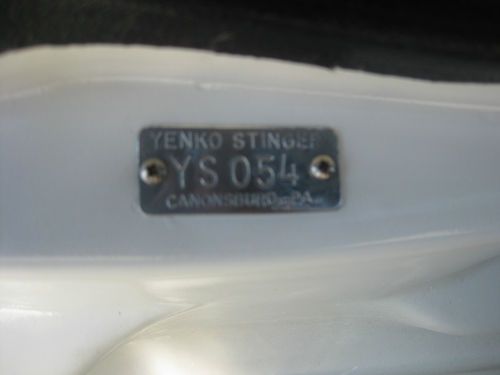 YENKO STINGER
YS 054
CANONSBURG, PA.